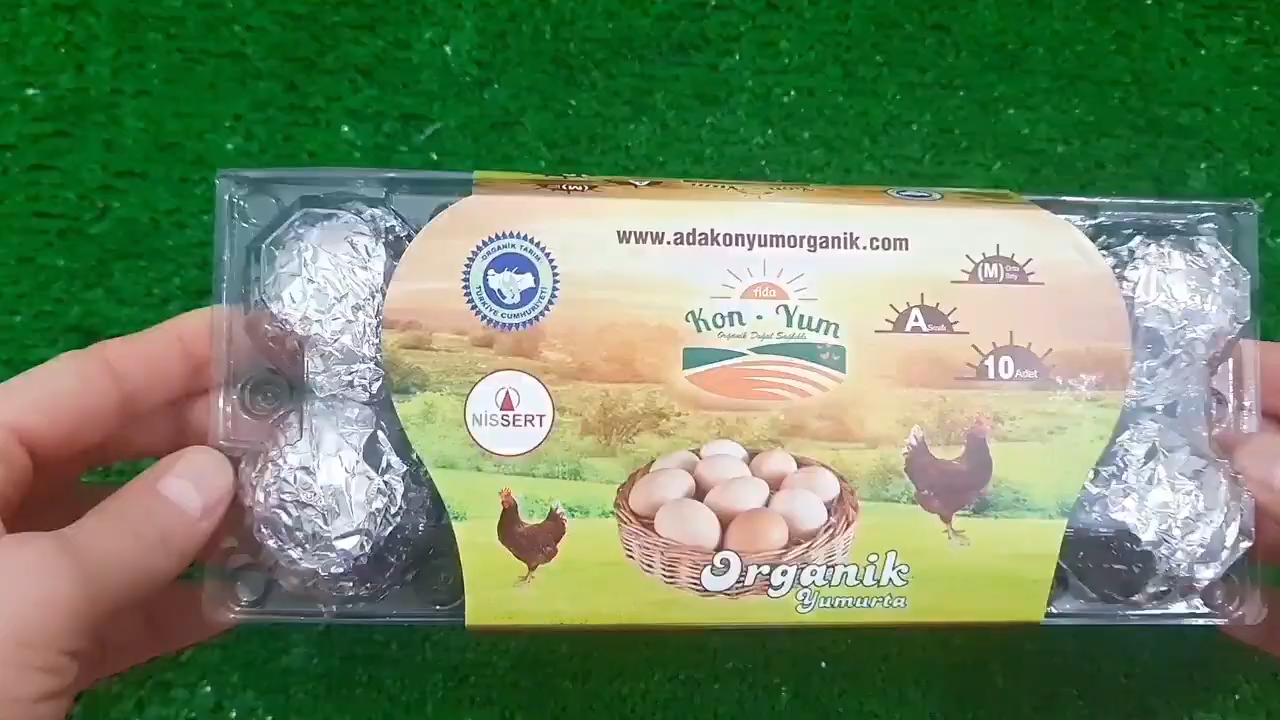 www.adakonyumorganik.com
ORGANİK TARIM
TÜRKİYE CUMHURİYETİ
Ada
Kon・Yum
Organik Doğal Sağlıklı
(M) Orta Boy
A Sınıfı
10 Adet
NİSSERT
Organik
Yumurta